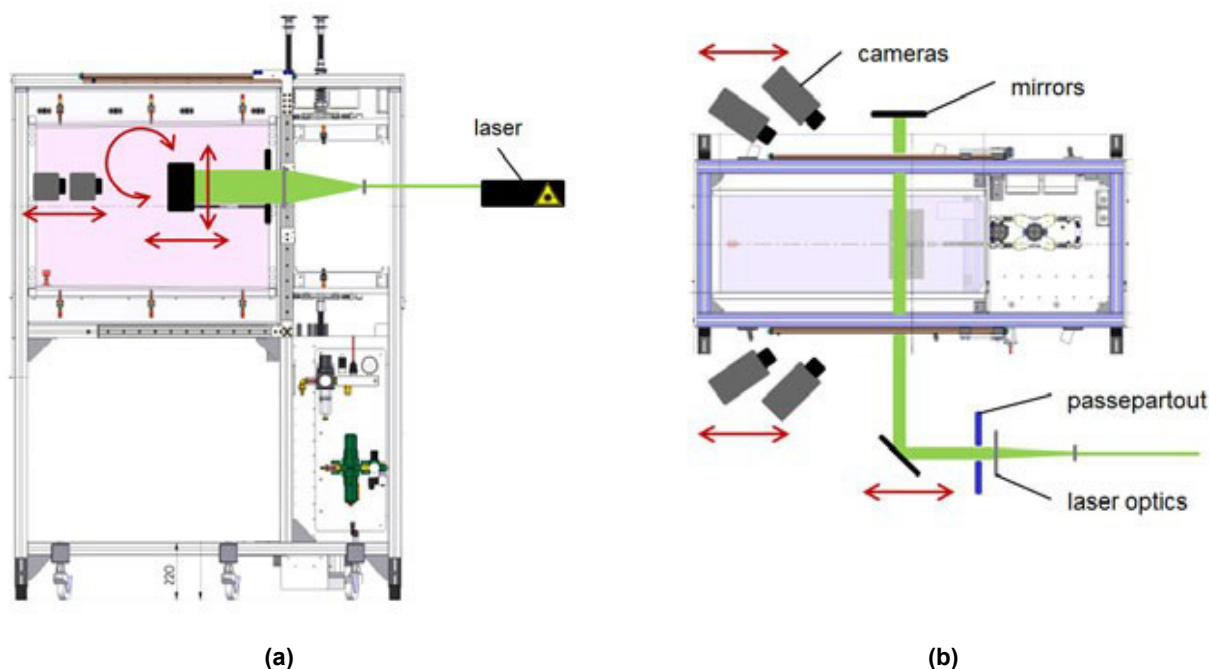 laser
220
(a)
cameras
mirrors
passepartout
laser optics
(b)